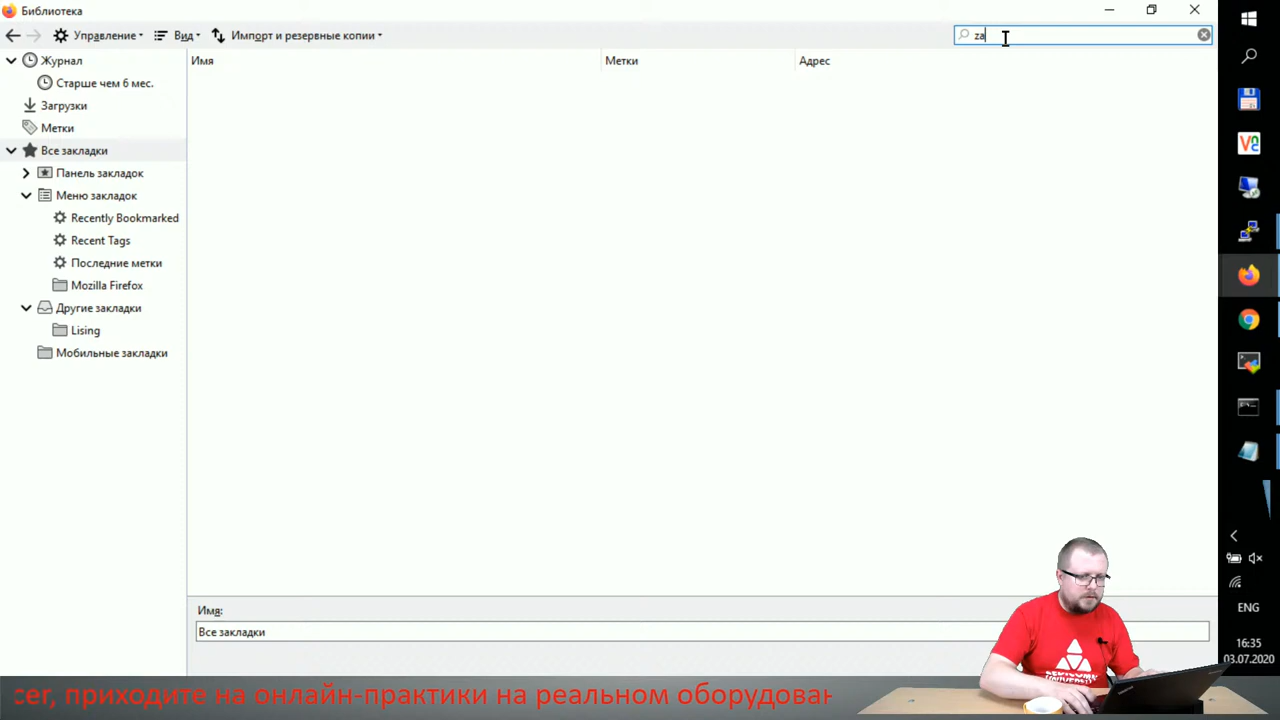 Библиотека
Управление
Вид
Импорт и резервные копии
za
Журнал
Старше чем 6 мес.
Загрузки
Метки
Все закладки
Панель закладок
Меню закладок
Recently Bookmarked
Recent Tags
Последние метки
Mozilla Firefox
Другие закладки
Lising
Мобильные закладки
Имя
Метки
Адрес
Имя:
Все закладки
ENG
16:35
03.07.2020
cer, приходите на онлайн-практики на реальном оборудован